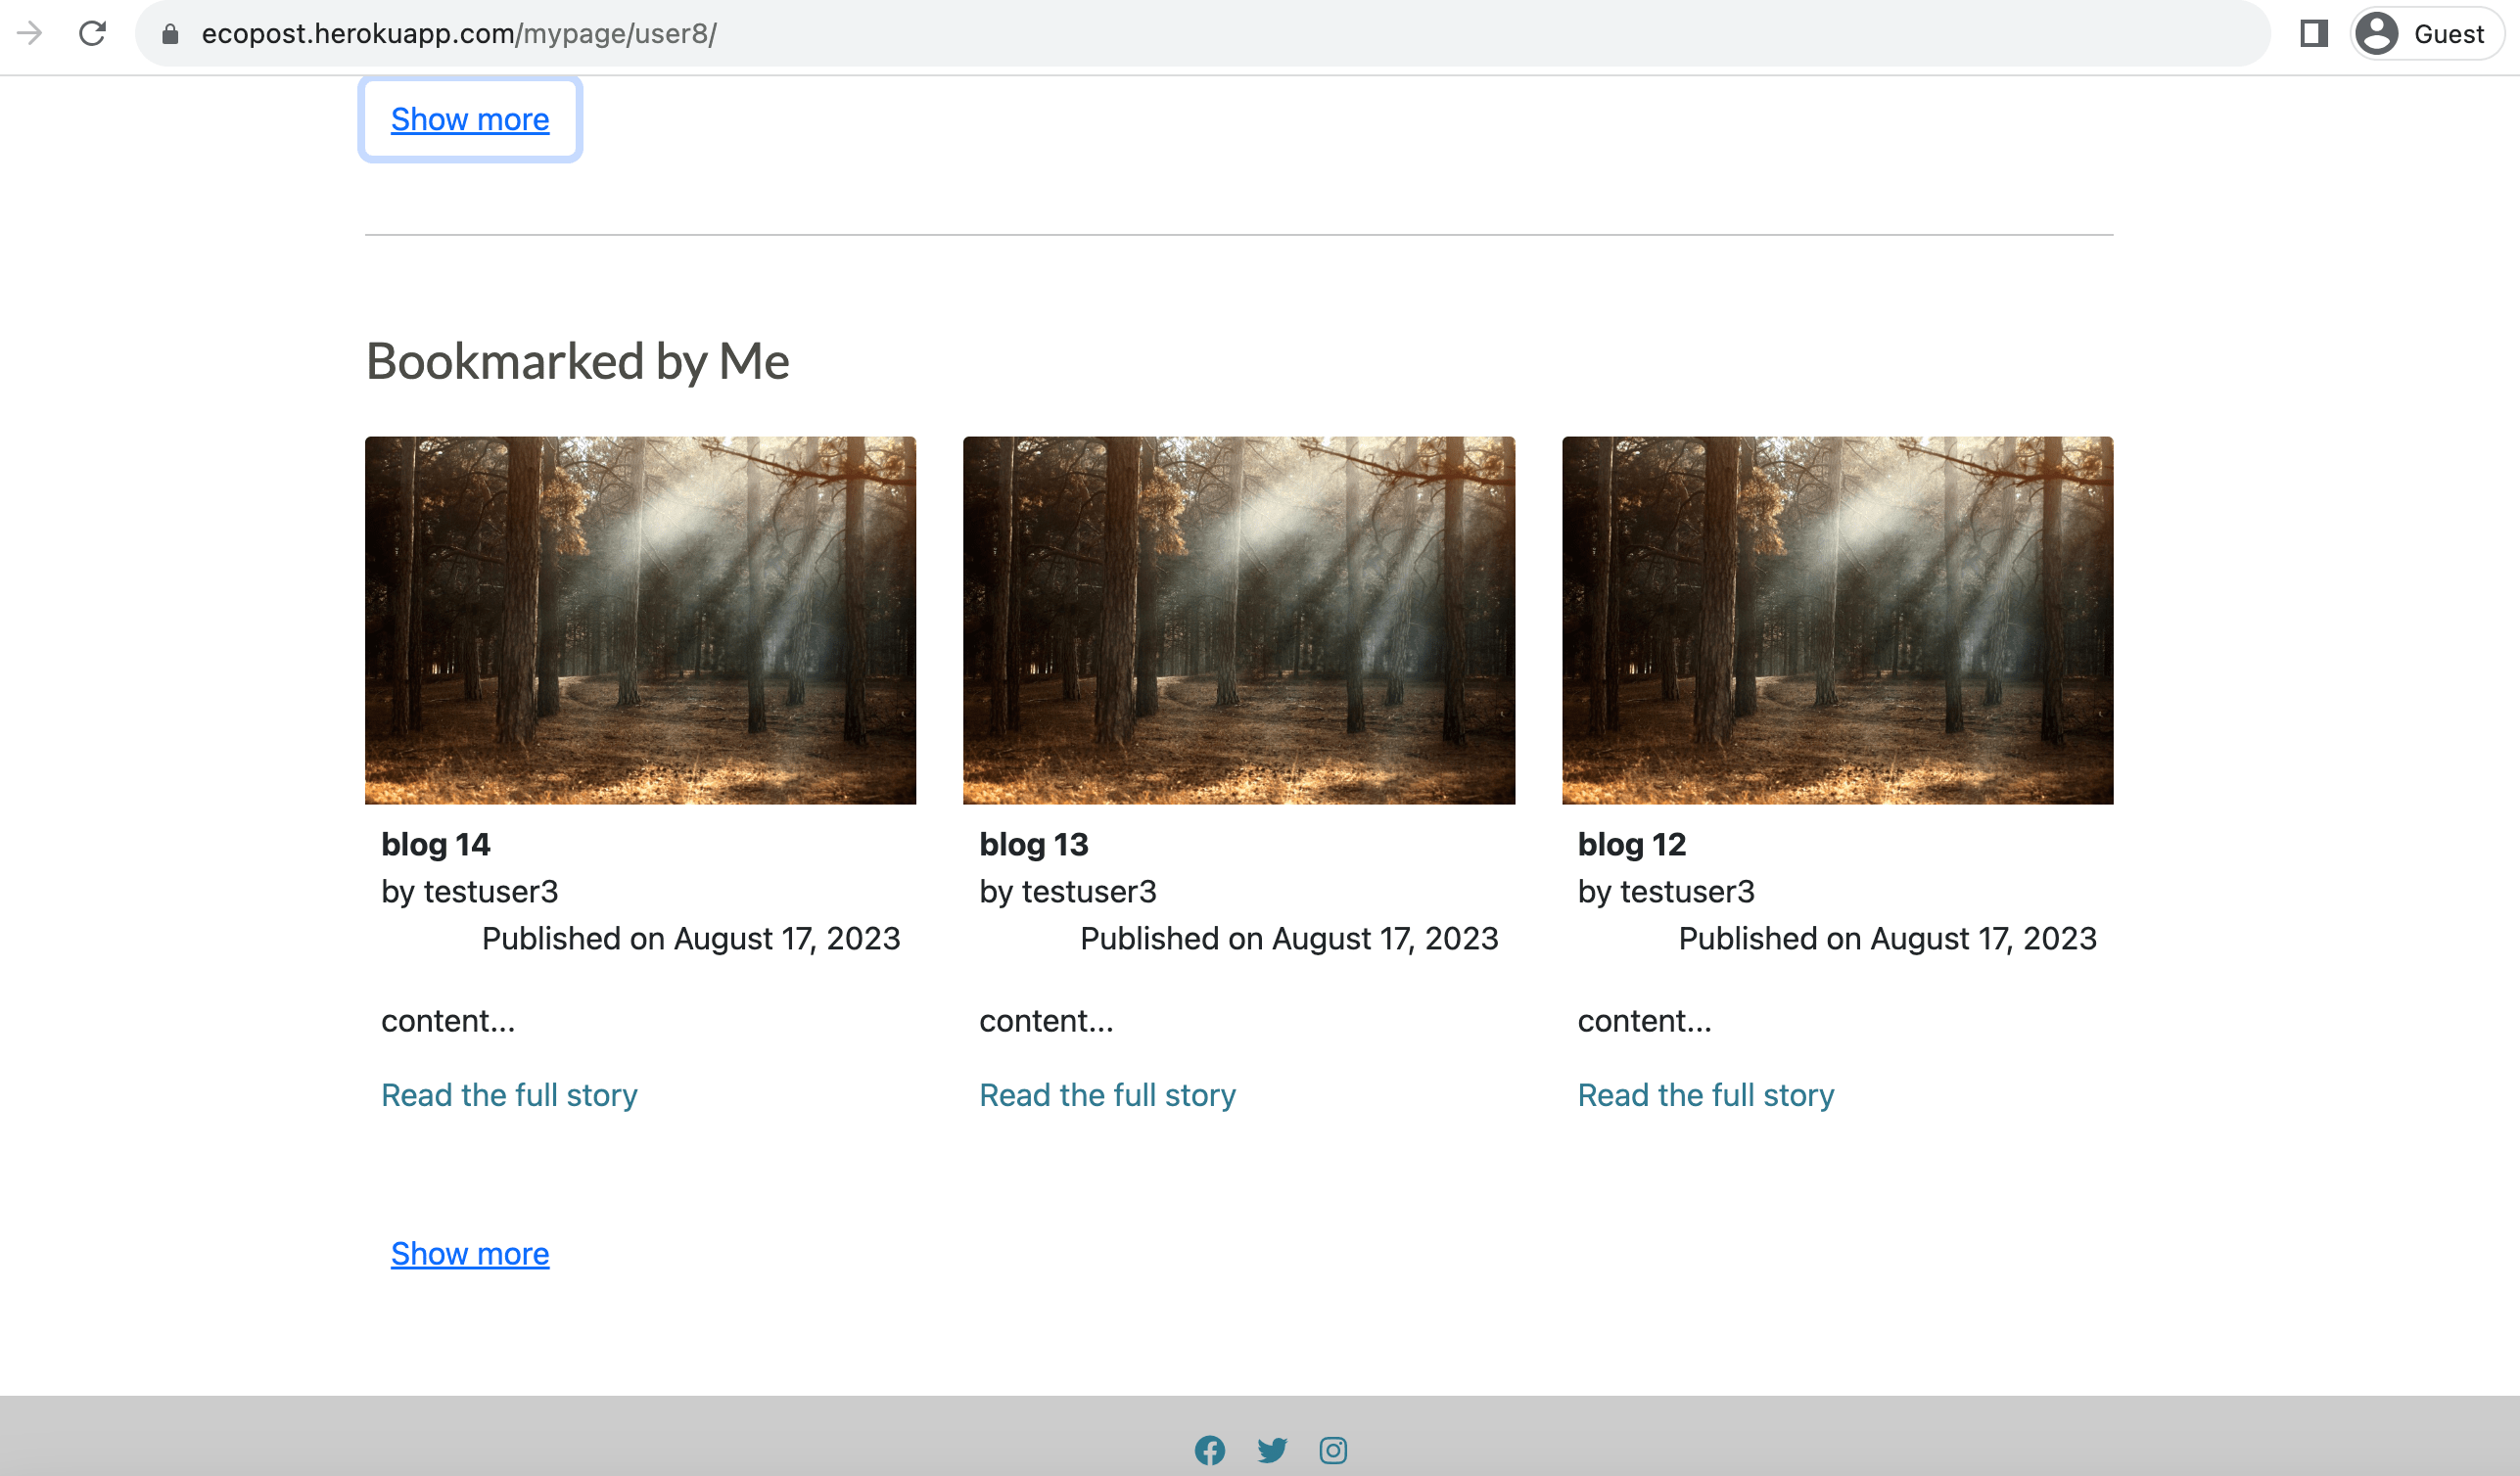 ecopost.herokuapp.com/mypage/user8/
Guest
Show more
Bookmarked by Me
blog 14
by testuser3
Published on August 17, 2023
content...
Read the full story
blog 13
by testuser3
Published on August 17, 2023
content...
Read the full story
blog 12
by testuser3
Published on August 17, 2023
content...
Read the full story
Show more